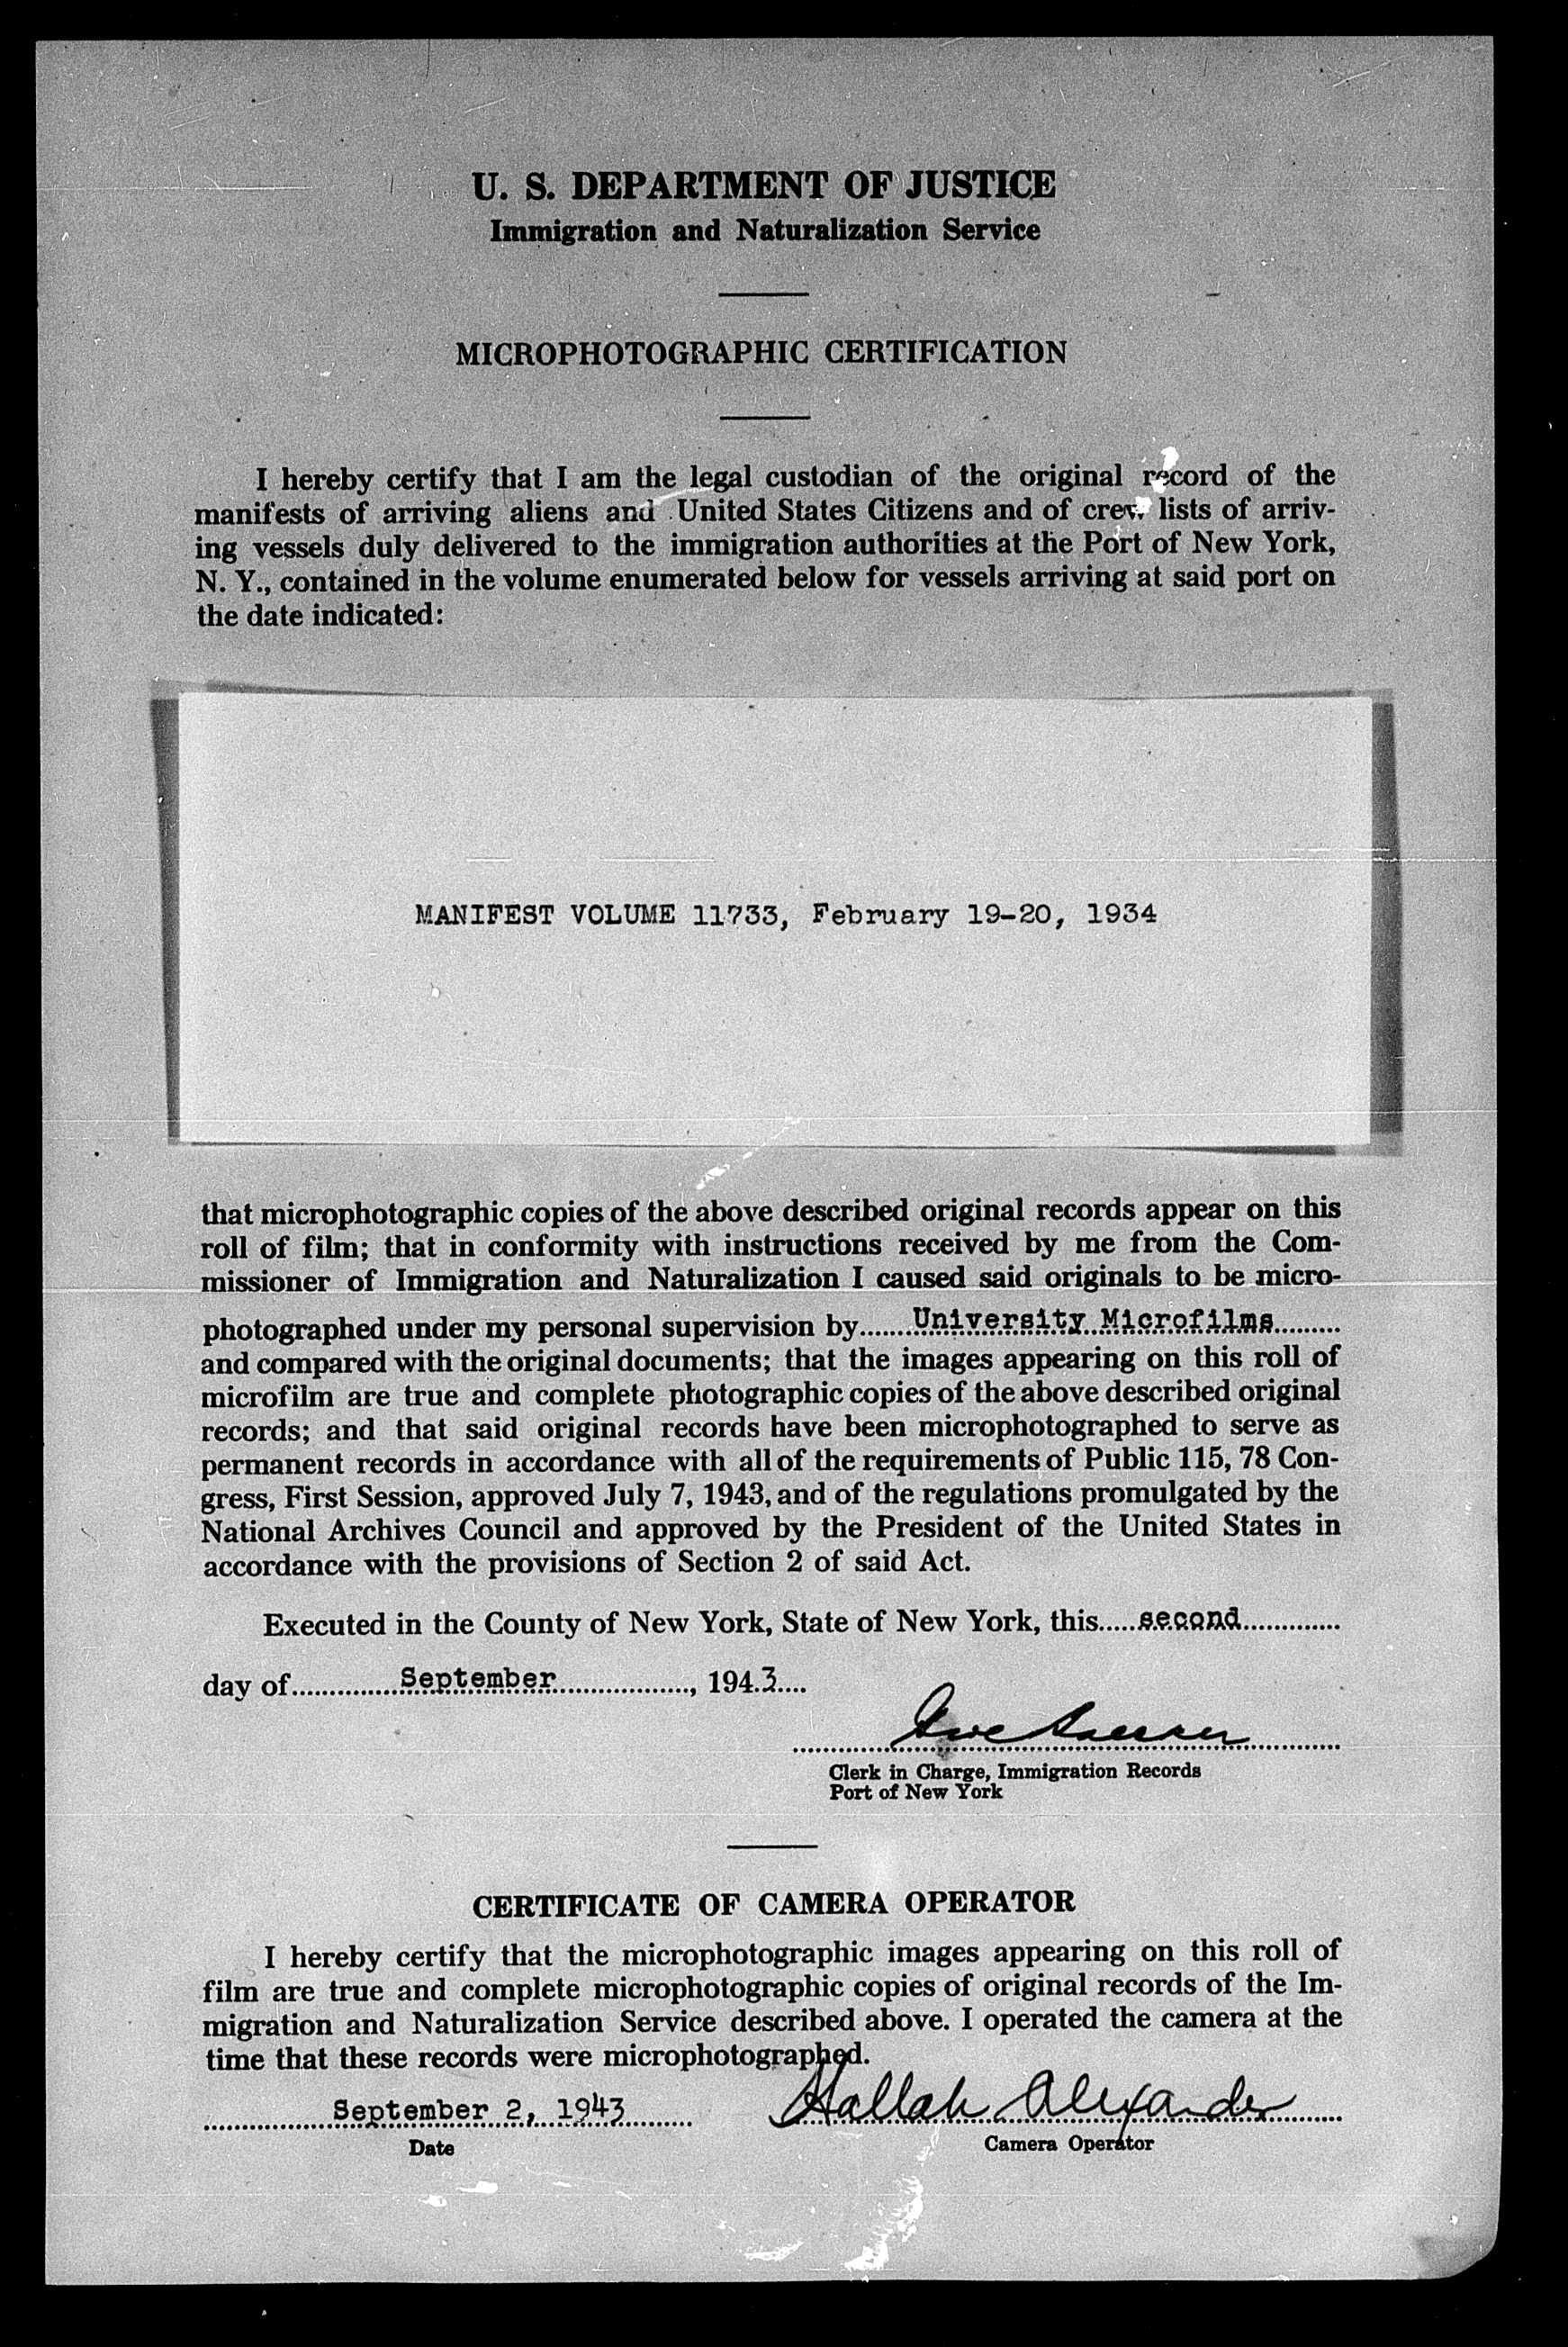 U. S. DEPARTMENT OF JUSTICE
Immigration and Naturalization Service
MICROPHOTOGRAPHIC CERTIFICATION
I hereby certify that I am the legal custodian of the original record of the
manifests of arriving aliens and United States Citizens and of crew lists of arriv-
ing vessels duly delivered to the immigration authorities at the Port of New York,
N. Y., contained in the volume enumerated below for vessels arriving at said port on
the date indicated:
MANIFEST VOLUME 11733, February 19-20, 1934
that microphotographic copies of the above described original records appear on this
roll of film; that in conformity with instructions received by me from the Com-
missioner of Immigration and Naturalization I caused said originals to be micro-
photographed under my personal supervision by University Microfilms
and compared with the original documents; that the images appearing on this roll of
microfilm are true and complete photographic copies of the above described original
records; and that said original records have been microphotographed to serve as
permanent records in accordance with all of the requirements of Public 115, 78 Con-
gress, First Session, approved July 7, 1943, and of the regulations promulgated by the
National Archives Council and approved by the President of the United States in
accordance with the provisions of Section 2 of said Act.
Executed in the County of New York, State of New York, this second
day of September, 1943
Clerk in Charge, Immigration Records
Port of New York
CERTIFICATE OF CAMERA OPERATOR
I hereby certify that the microphotographic images appearing on this roll of
film are true and complete microphotographic copies of original records of the Im-
migration and Naturalization Service described above. I operated the camera at the
time that these records were microphotographed.
September 2, 1943 Hallah Alexander
Date Camera Operator